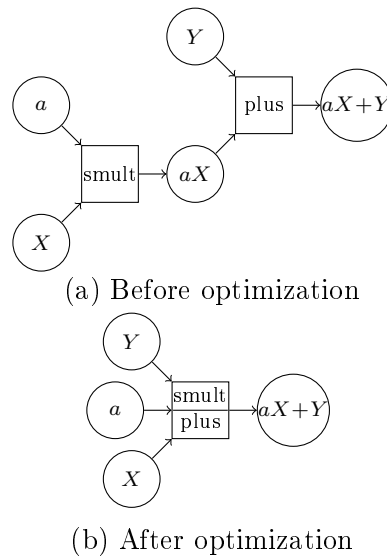 Y
a
plus
aX+Y
smult
aX
X
(a) Before optimization
Y
smult
a
aX+Y
plus
X
(b) After optimization